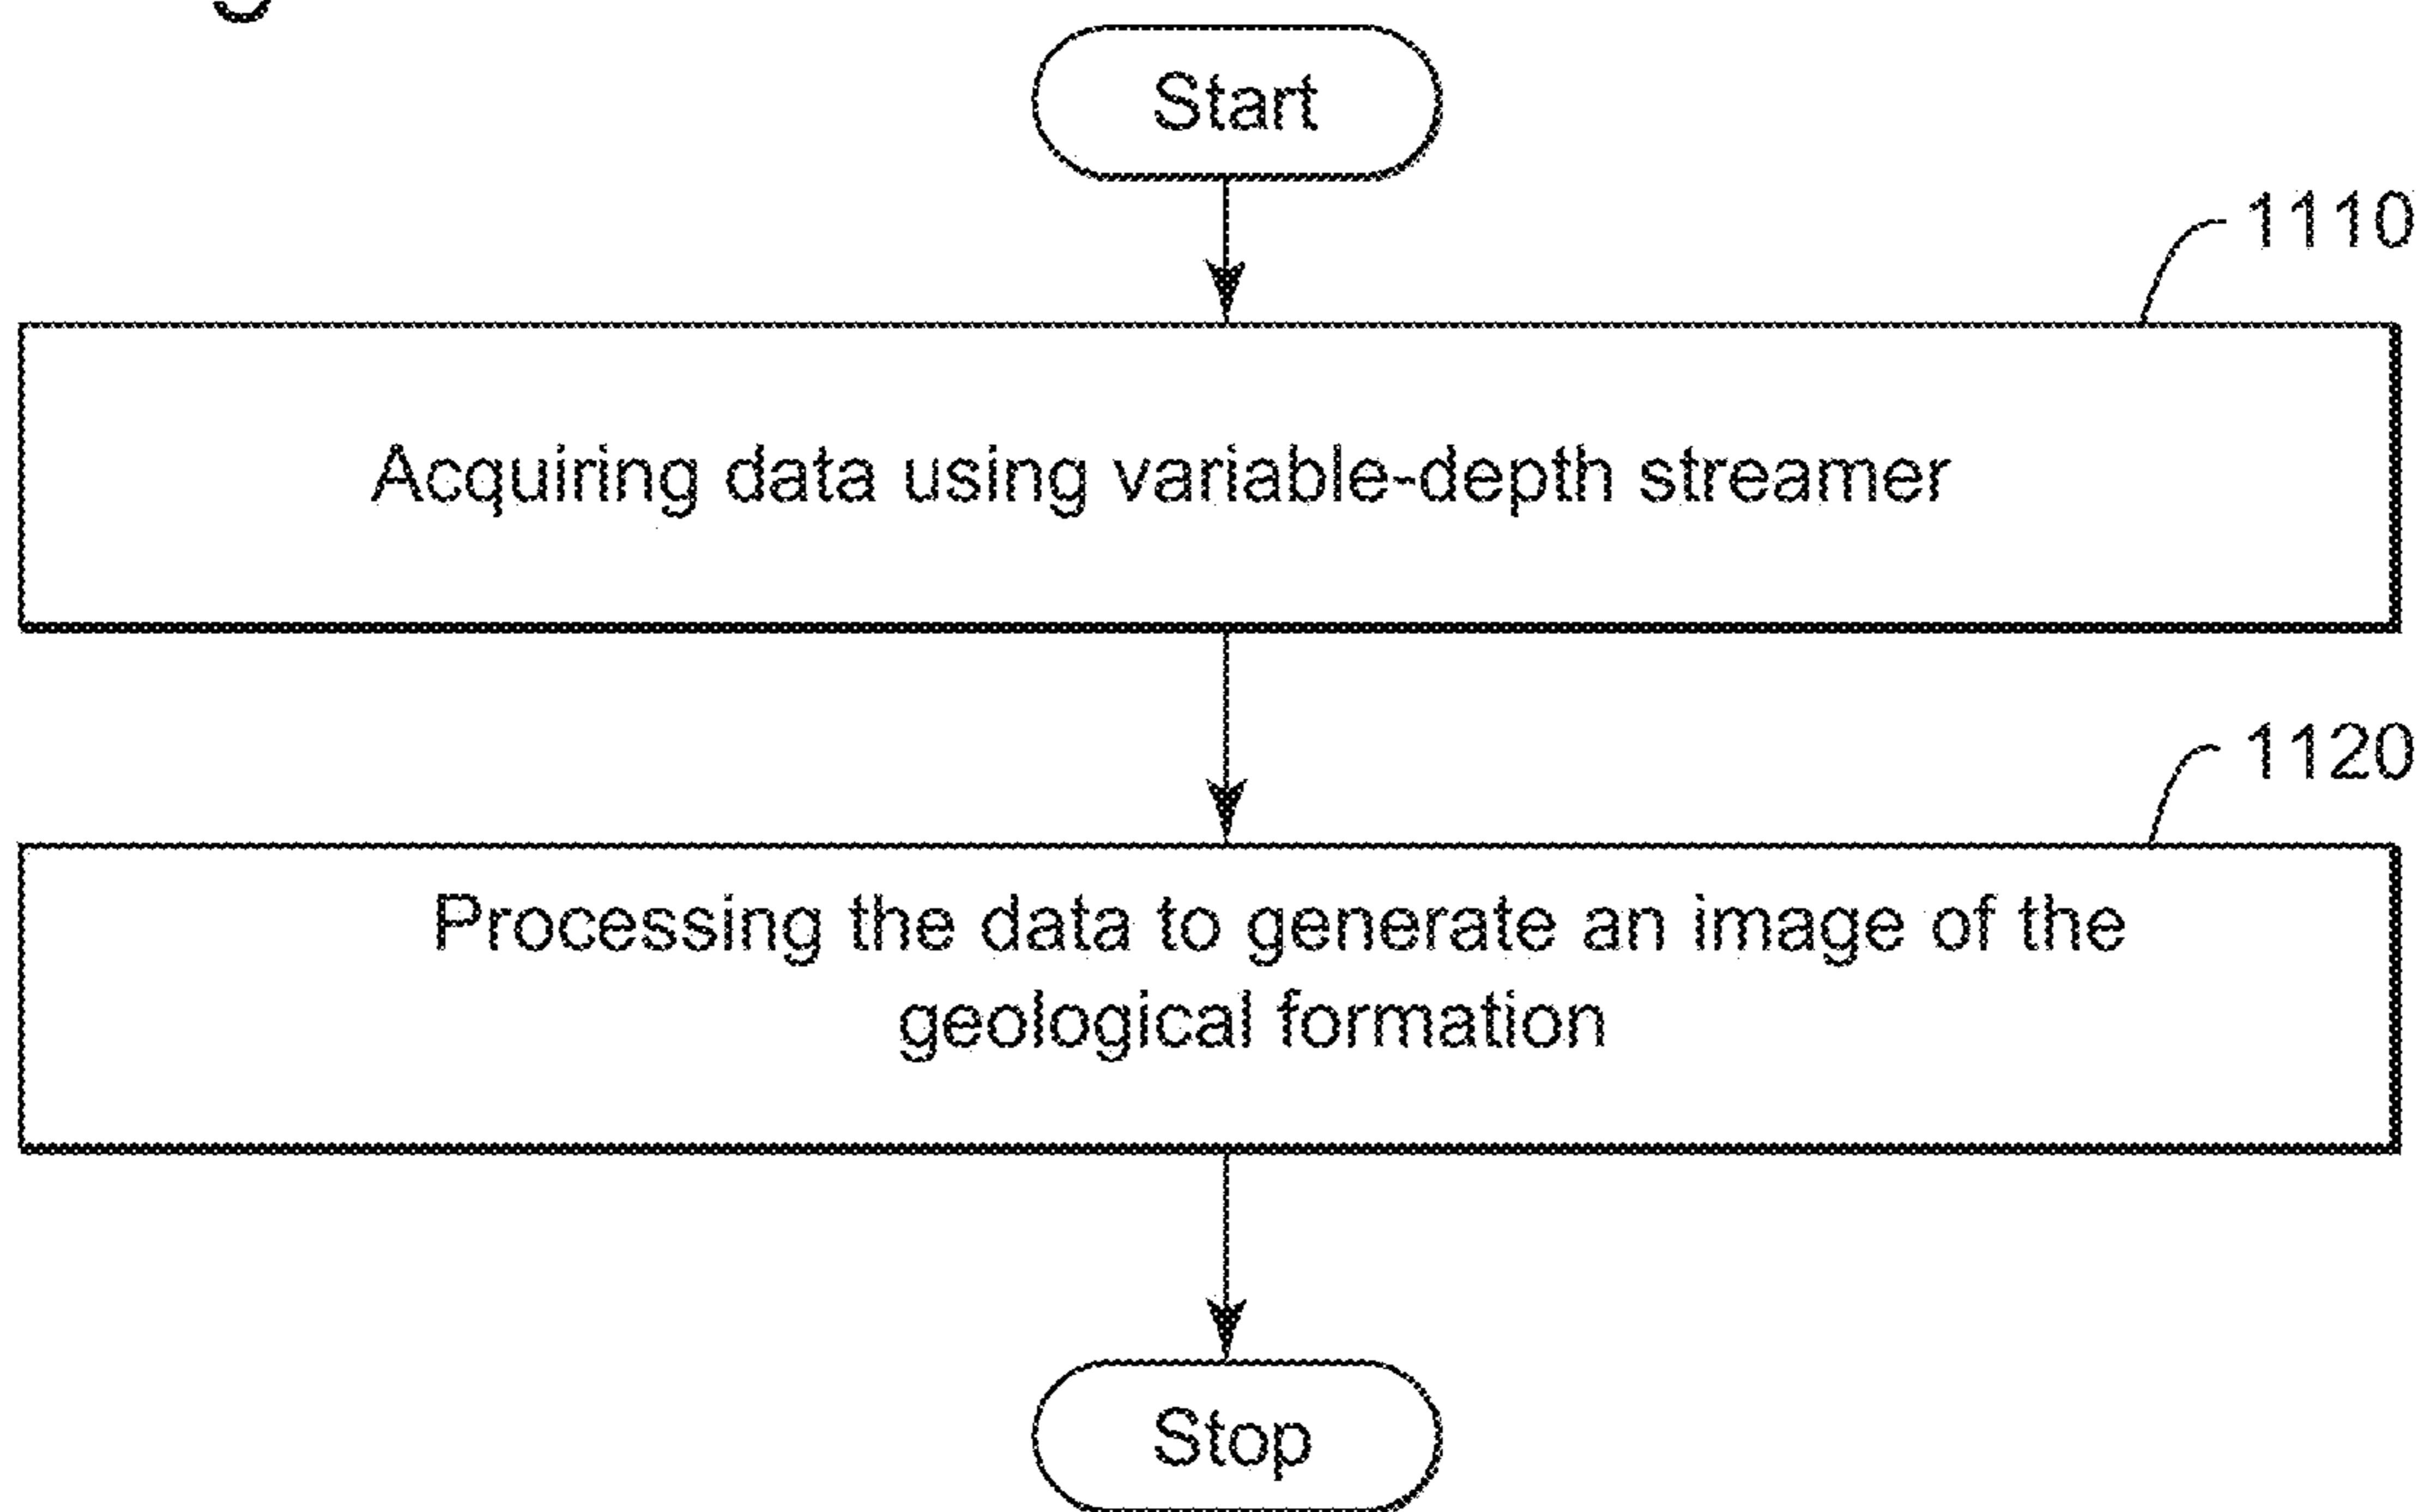 Start
1110
Acquiring data using variable-depth streamer
1120
Processing the data to generate an image of the
geological formation
Stop